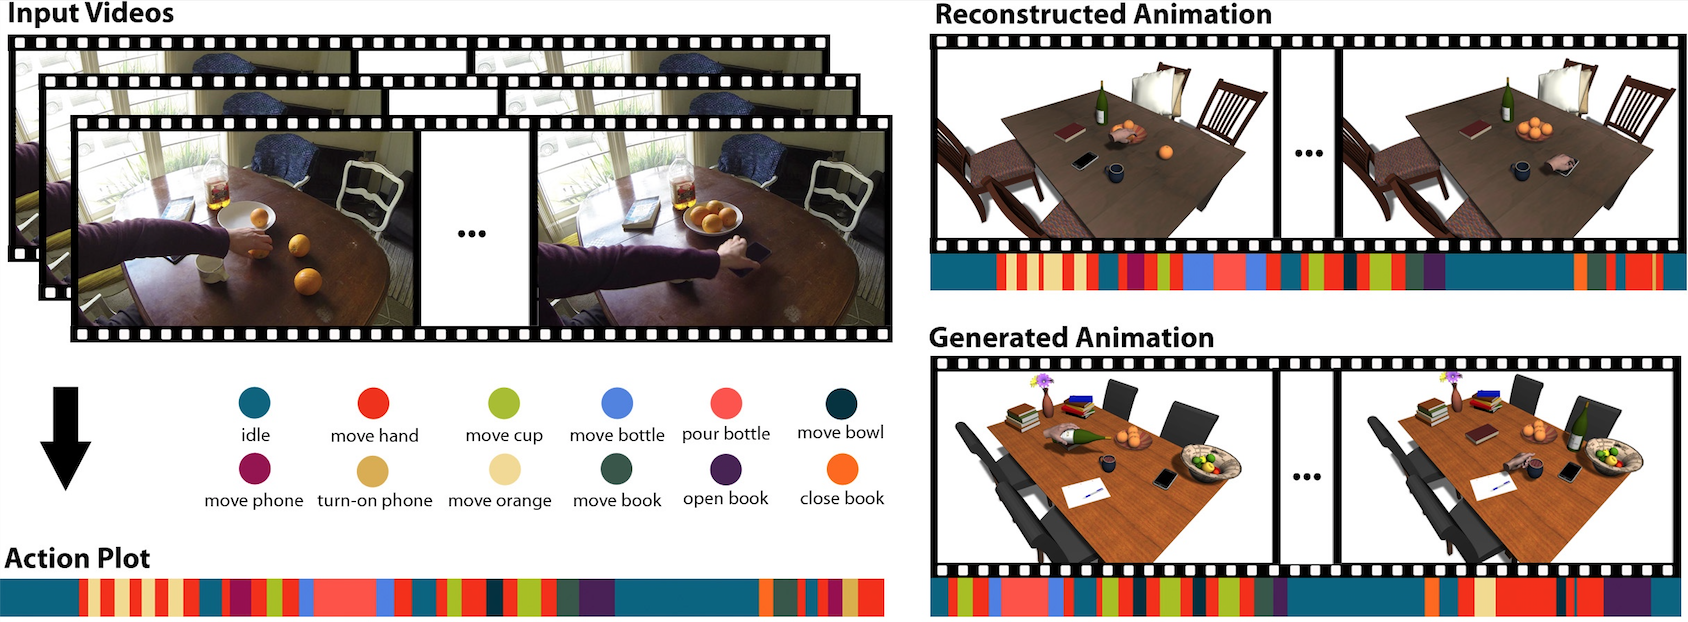 Input Videos
Reconstructed Animation
Generated Animation
idle
move hand
move cup
move bottle
pour bottle
move bowl
move phone
turn-on phone
move orange
move book
open book
close book
Action Plot